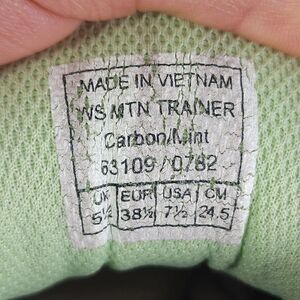 MADE IN VIETNAM
WS MTN TRAINER
Carbon/Mint
63109/0782
UK EUR USA CM
5½ 38½ 7½ 24.5